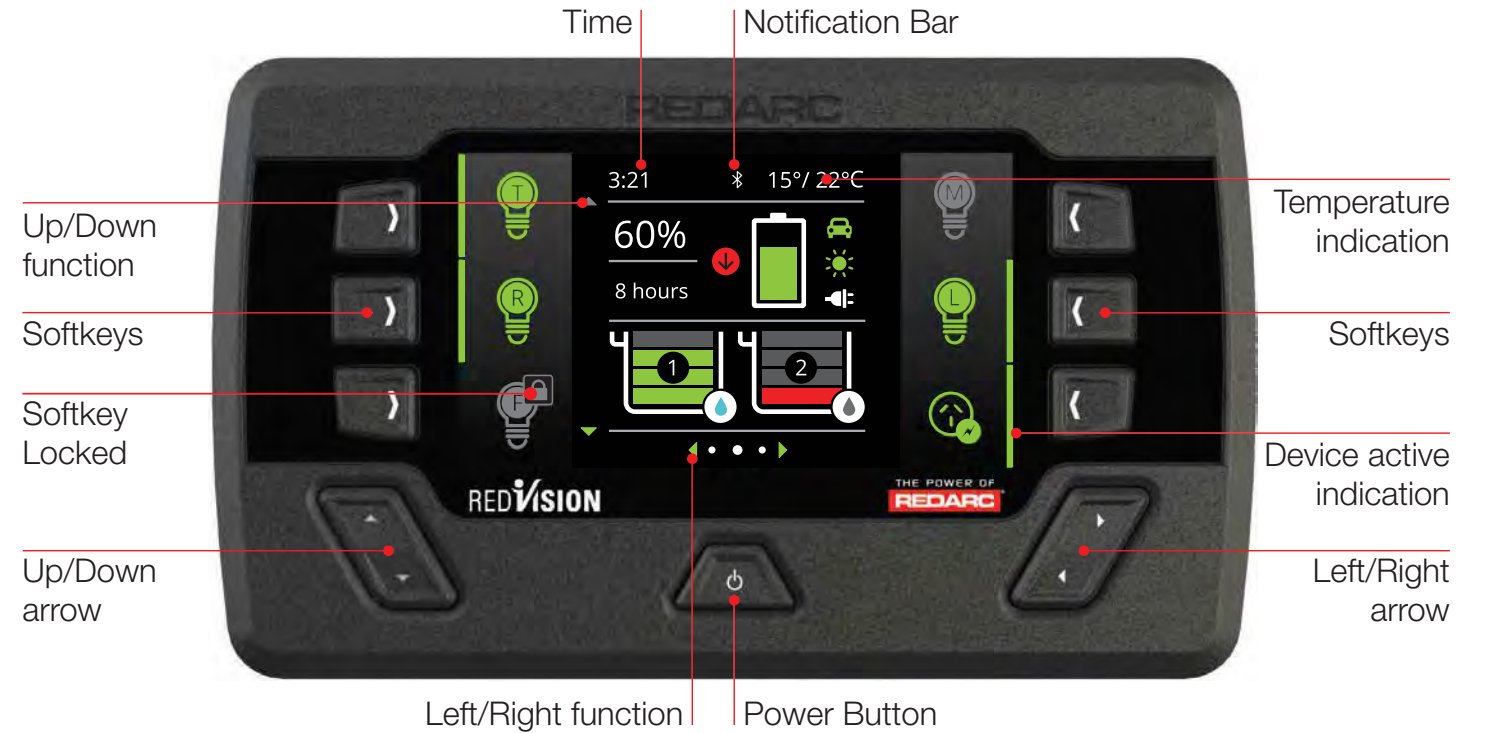 Time
Notification Bar
REDARC
3:21
15°/ 22°C
T
M
Up/Down
function
Temperature
indication
60%
8 hours
R
L
Softkeys
Softkeys
1
2
F
Softkey
Locked
Device active
indication
REDVISION
THE POWER OF
REDARC
Up/Down
arrow
Left/Right
arrow
Left/Right function
Power Button